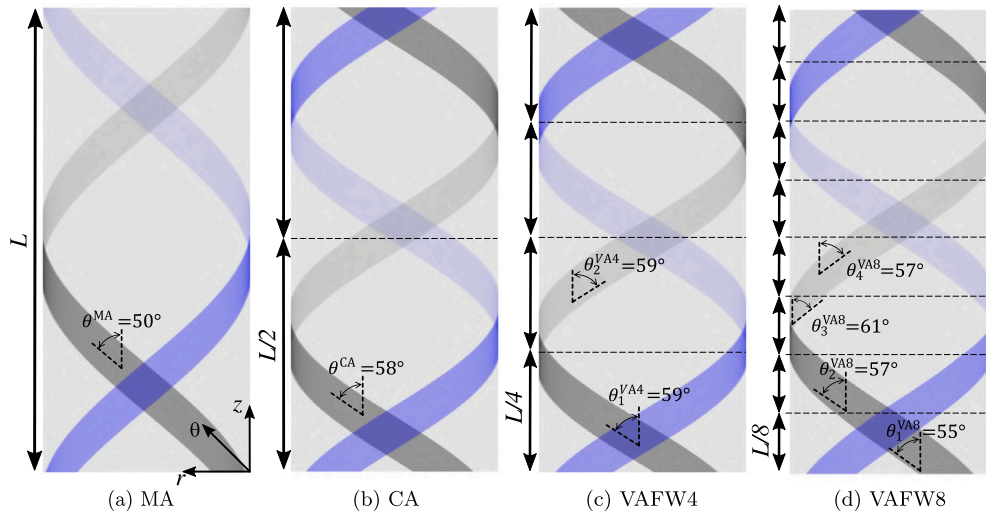 L
θ^MA=50°
θ
z
r
(a) MA
L/2
θ^CA=58°
(b) CA
L/4
θ_2^VA4=59°
θ_1^VA4=59°
(c) VAFW4
L/8
θ_4^VA8=57°
θ_3^VA8=61°
θ_2^VA8=57°
θ_1^VA8=55°
(d) VAFW8